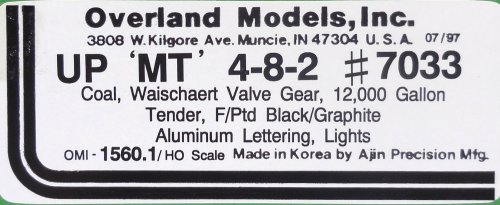 Overland Models, Inc.
3808 W. Kilgore Ave. Muncie, IN 47304 U.S.A. 07/97
UP 'MT' 4-8-2 #7033
Coal, Waischaert Valve Gear, 12,000 Gallon
Tender, F/Ptd Black/Graphite
Aluminum Lettering, Lights
OMI - 1560.1/HO Scale Made in Korea by Ajin Precision Mfg.